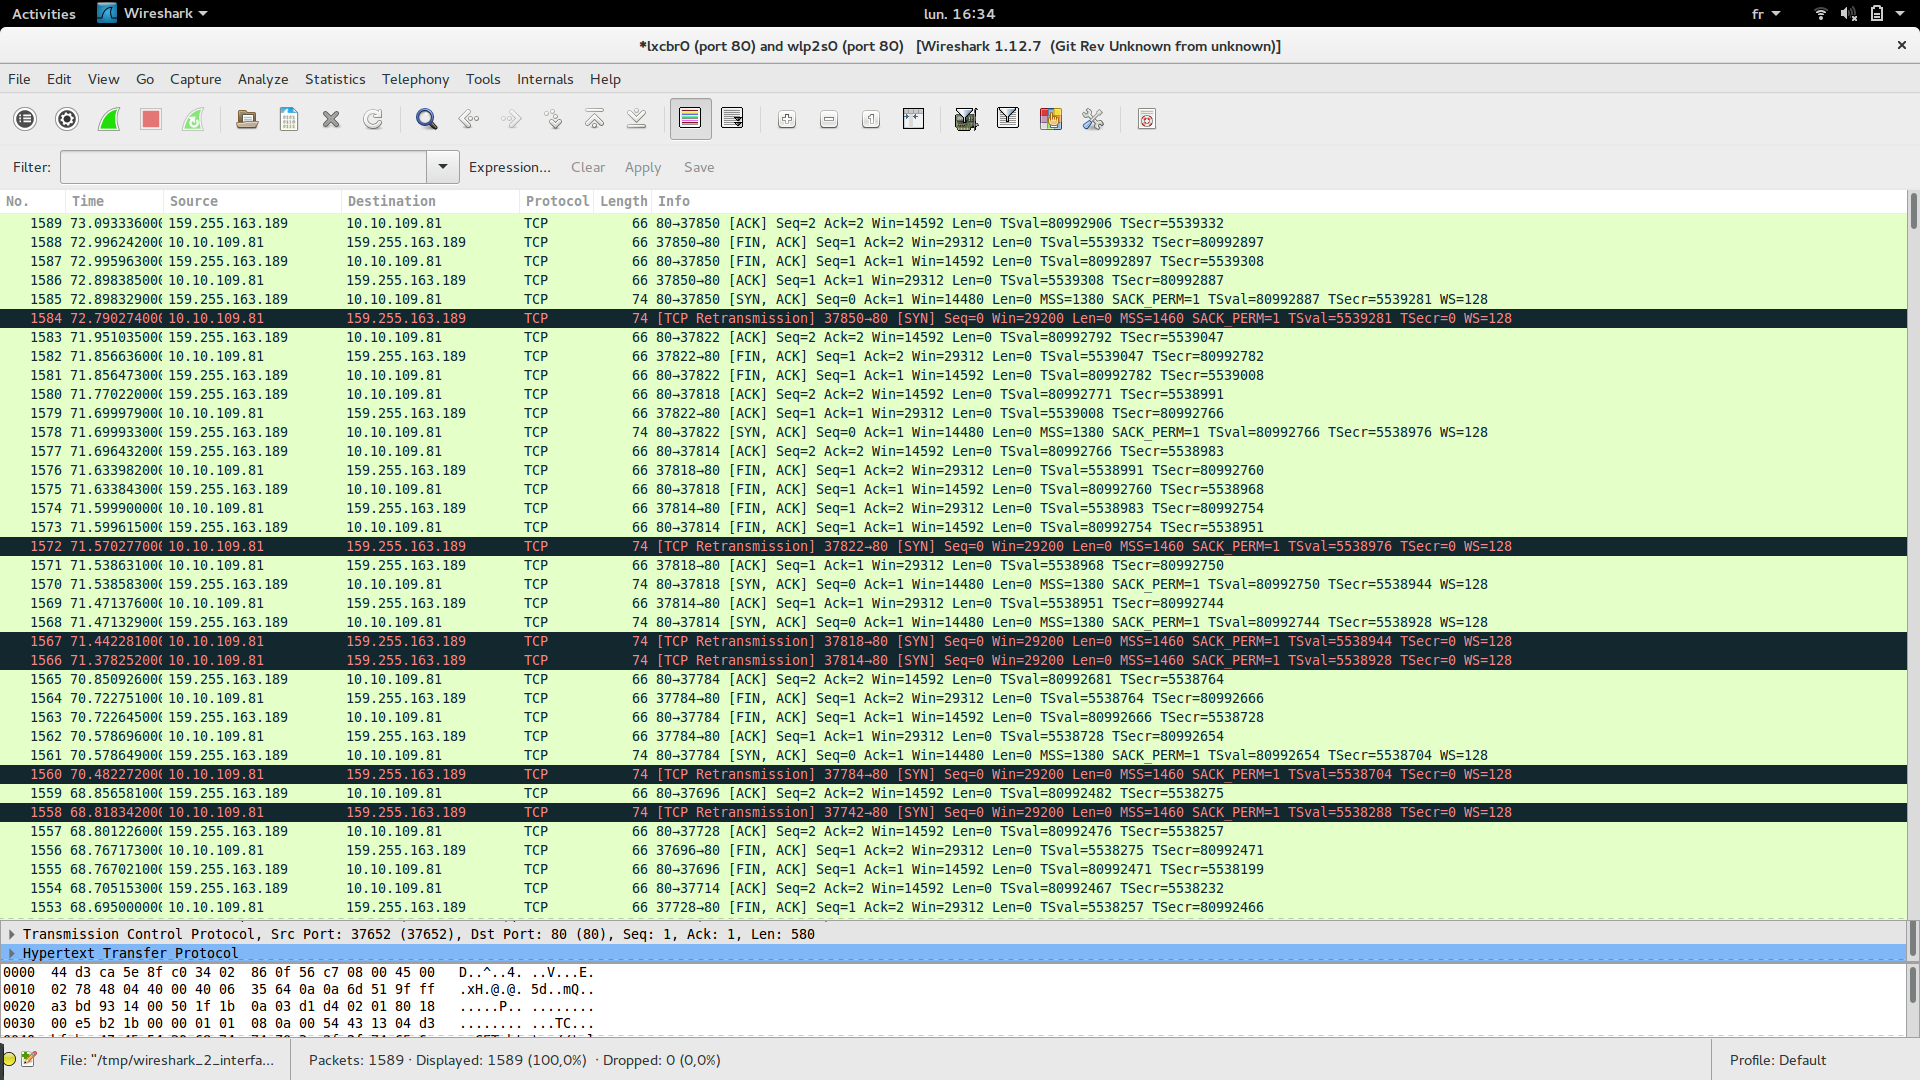 Activities Wireshark lun. 16:34 fr
*lxcbr0 (port 80) and wlp2s0 (port 80) [Wireshark 1.12.7 (Git Rev Unknown from unknown)]
File Edit View Go Capture Analyze Statistics Telephony Tools Internals Help
Filter: Expression... Clear Apply Save
No. Time Source Destination Protocol Length Info
1589 73.093336000 159.255.163.189 10.10.109.81 TCP 66 80→37850 [ACK] Seq=2 Ack=2 Win=14592 Len=0 TSval=80992906 TSecr=5539332
1588 72.996242000 10.10.109.81 159.255.163.189 TCP 66 37850→80 [FIN, ACK] Seq=1 Ack=2 Win=29312 Len=0 TSval=5539332 TSecr=80992897
1587 72.995963000 159.255.163.189 10.10.109.81 TCP 66 80→37850 [FIN, ACK] Seq=1 Ack=1 Win=14592 Len=0 TSval=80992897 TSecr=5539308
1586 72.898385000 10.10.109.81 159.255.163.189 TCP 66 37850→80 [ACK] Seq=1 Ack=1 Win=29312 Len=0 TSval=5539308 TSecr=80992887
1585 72.898329000 159.255.163.189 10.10.109.81 TCP 74 80→37850 [SYN, ACK] Seq=0 Ack=1 Win=14480 Len=0 MSS=1380 SACK_PERM=1 TSval=80992887 TSecr=5539281 WS=128
1584 72.790274000 10.10.109.81 159.255.163.189 TCP 74 [TCP Retransmission] 37850→80 [SYN] Seq=0 Win=29200 Len=0 MSS=1460 SACK_PERM=1 TSval=5539281 TSecr=0 WS=128
1583 71.951035000 159.255.163.189 10.10.109.81 TCP 66 80→37822 [ACK] Seq=2 Ack=2 Win=14592 Len=0 TSval=80992792 TSecr=5539047
1582 71.856636000 10.10.109.81 159.255.163.189 TCP 66 37822→80 [FIN, ACK] Seq=1 Ack=2 Win=29312 Len=0 TSval=5539047 TSecr=80992782
1581 71.856473000 159.255.163.189 10.10.109.81 TCP 66 80→37822 [FIN, ACK] Seq=1 Ack=1 Win=14592 Len=0 TSval=80992782 TSecr=5539008
1580 71.770220000 159.255.163.189 10.10.109.81 TCP 66 80→37818 [ACK] Seq=2 Ack=2 Win=14592 Len=0 TSval=80992771 TSecr=5538991
1579 71.699979000 10.10.109.81 159.255.163.189 TCP 66 37822→80 [ACK] Seq=1 Ack=1 Win=29312 Len=0 TSval=5539008 TSecr=80992766
1578 71.699933000 159.255.163.189 10.10.109.81 TCP 74 80→37822 [SYN, ACK] Seq=0 Ack=1 Win=14480 Len=0 MSS=1380 SACK_PERM=1 TSval=80992766 TSecr=5538976 WS=128
1577 71.696432000 159.255.163.189 10.10.109.81 TCP 66 80→37814 [ACK] Seq=2 Ack=2 Win=14592 Len=0 TSval=80992766 TSecr=5538983
1576 71.633982000 10.10.109.81 159.255.163.189 TCP 66 37818→80 [FIN, ACK] Seq=1 Ack=2 Win=29312 Len=0 TSval=5538991 TSecr=80992760
1575 71.633843000 159.255.163.189 10.10.109.81 TCP 66 80→37818 [FIN, ACK] Seq=1 Ack=1 Win=14592 Len=0 TSval=80992760 TSecr=5538968
1574 71.599900000 10.10.109.81 159.255.163.189 TCP 66 37814→80 [FIN, ACK] Seq=1 Ack=2 Win=29312 Len=0 TSval=5538983 TSecr=80992754
1573 71.599615000 159.255.163.189 10.10.109.81 TCP 66 80→37814 [FIN, ACK] Seq=1 Ack=1 Win=14592 Len=0 TSval=80992754 TSecr=5538951
1572 71.570277000 10.10.109.81 159.255.163.189 TCP 74 [TCP Retransmission] 37822→80 [SYN] Seq=0 Win=29200 Len=0 MSS=1460 SACK_PERM=1 TSval=5538976 TSecr=0 WS=128
1571 71.538631000 10.10.109.81 159.255.163.189 TCP 66 37818→80 [ACK] Seq=1 Ack=1 Win=29312 Len=0 TSval=5538968 TSecr=80992750
1570 71.538583000 159.255.163.189 10.10.109.81 TCP 74 80→37818 [SYN, ACK] Seq=0 Ack=1 Win=14480 Len=0 MSS=1380 SACK_PERM=1 TSval=80992750 TSecr=5538944 WS=128
1569 71.471376000 10.10.109.81 159.255.163.189 TCP 66 37814→80 [ACK] Seq=1 Ack=1 Win=29312 Len=0 TSval=5538951 TSecr=80992744
1568 71.471329000 159.255.163.189 10.10.109.81 TCP 74 80→37814 [SYN, ACK] Seq=0 Ack=1 Win=14480 Len=0 MSS=1380 SACK_PERM=1 TSval=80992744 TSecr=5538928 WS=128
1567 71.442281000 10.10.109.81 159.255.163.189 TCP 74 [TCP Retransmission] 37818→80 [SYN] Seq=0 Win=29200 Len=0 MSS=1460 SACK_PERM=1 TSval=5538944 TSecr=0 WS=128
1566 71.378252000 10.10.109.81 159.255.163.189 TCP 74 [TCP Retransmission] 37814→80 [SYN] Seq=0 Win=29200 Len=0 MSS=1460 SACK_PERM=1 TSval=5538928 TSecr=0 WS=128
1565 70.850926000 159.255.163.189 10.10.109.81 TCP 66 80→37784 [ACK] Seq=2 Ack=2 Win=14592 Len=0 TSval=80992681 TSecr=5538764
1564 70.722751000 10.10.109.81 159.255.163.189 TCP 66 37784→80 [FIN, ACK] Seq=1 Ack=2 Win=29312 Len=0 TSval=5538764 TSecr=80992666
1563 70.722645000 159.255.163.189 10.10.109.81 TCP 66 80→37784 [FIN, ACK] Seq=1 Ack=1 Win=14592 Len=0 TSval=80992666 TSecr=5538728
1562 70.578696000 10.10.109.81 159.255.163.189 TCP 66 37784→80 [ACK] Seq=1 Ack=1 Win=29312 Len=0 TSval=5538728 TSecr=80992654
1561 70.578649000 159.255.163.189 10.10.109.81 TCP 74 80→37784 [SYN, ACK] Seq=0 Ack=1 Win=14480 Len=0 MSS=1380 SACK_PERM=1 TSval=80992654 TSecr=5538704 WS=128
1560 70.482272000 10.10.109.81 159.255.163.189 TCP 74 [TCP Retransmission] 37784→80 [SYN] Seq=0 Win=29200 Len=0 MSS=1460 SACK_PERM=1 TSval=5538704 TSecr=0 WS=128
1559 68.856581000 159.255.163.189 10.10.109.81 TCP 66 80→37696 [ACK] Seq=2 Ack=2 Win=14592 Len=0 TSval=80992482 TSecr=5538275
1558 68.818342000 10.10.109.81 159.255.163.189 TCP 74 [TCP Retransmission] 37742→80 [SYN] Seq=0 Win=29200 Len=0 MSS=1460 SACK_PERM=1 TSval=5538288 TSecr=0 WS=128
1557 68.801226000 159.255.163.189 10.10.109.81 TCP 66 80→37728 [ACK] Seq=2 Ack=2 Win=14592 Len=0 TSval=80992476 TSecr=5538257
1556 68.767173000 10.10.109.81 159.255.163.189 TCP 66 37696→80 [FIN, ACK] Seq=1 Ack=2 Win=29312 Len=0 TSval=5538275 TSecr=80992471
1555 68.767021000 159.255.163.189 10.10.109.81 TCP 66 80→37696 [FIN, ACK] Seq=1 Ack=1 Win=14592 Len=0 TSval=80992471 TSecr=5538199
1554 68.705153000 159.255.163.189 10.10.109.81 TCP 66 80→37714 [ACK] Seq=2 Ack=2 Win=14592 Len=0 TSval=80992467 TSecr=5538232
1553 68.695000000 10.10.109.81 159.255.163.189 TCP 66 37728→80 [FIN, ACK] Seq=1 Ack=2 Win=29312 Len=0 TSval=5538257 TSecr=80992466
Transmission Control Protocol, Src Port: 37652 (37652), Dst Port: 80 (80), Seq: 1, Ack: 1, Len: 580
Hypertext Transfer Protocol
0000 44 d3 ca 5e 8f c0 34 02 86 0f 56 c7 08 00 45 00 D..^..4. ..V...E.
0010 02 78 48 04 40 00 40 06 35 64 0a 0a 6d 51 9f ff .xH.@.@. 5d..mQ..
0020 a3 bd 93 14 00 50 1f 1b 0a 03 d1 d4 02 01 80 18 .....P.. ........
0030 00 e5 b2 1b 00 00 01 01 08 0a 00 54 43 13 04 d3 ........ ...TC...
File: "/tmp/wireshark_2_interfa... Packets: 1589 · Displayed: 1589 (100,0%) · Dropped: 0 (0,0%) Profile: Default